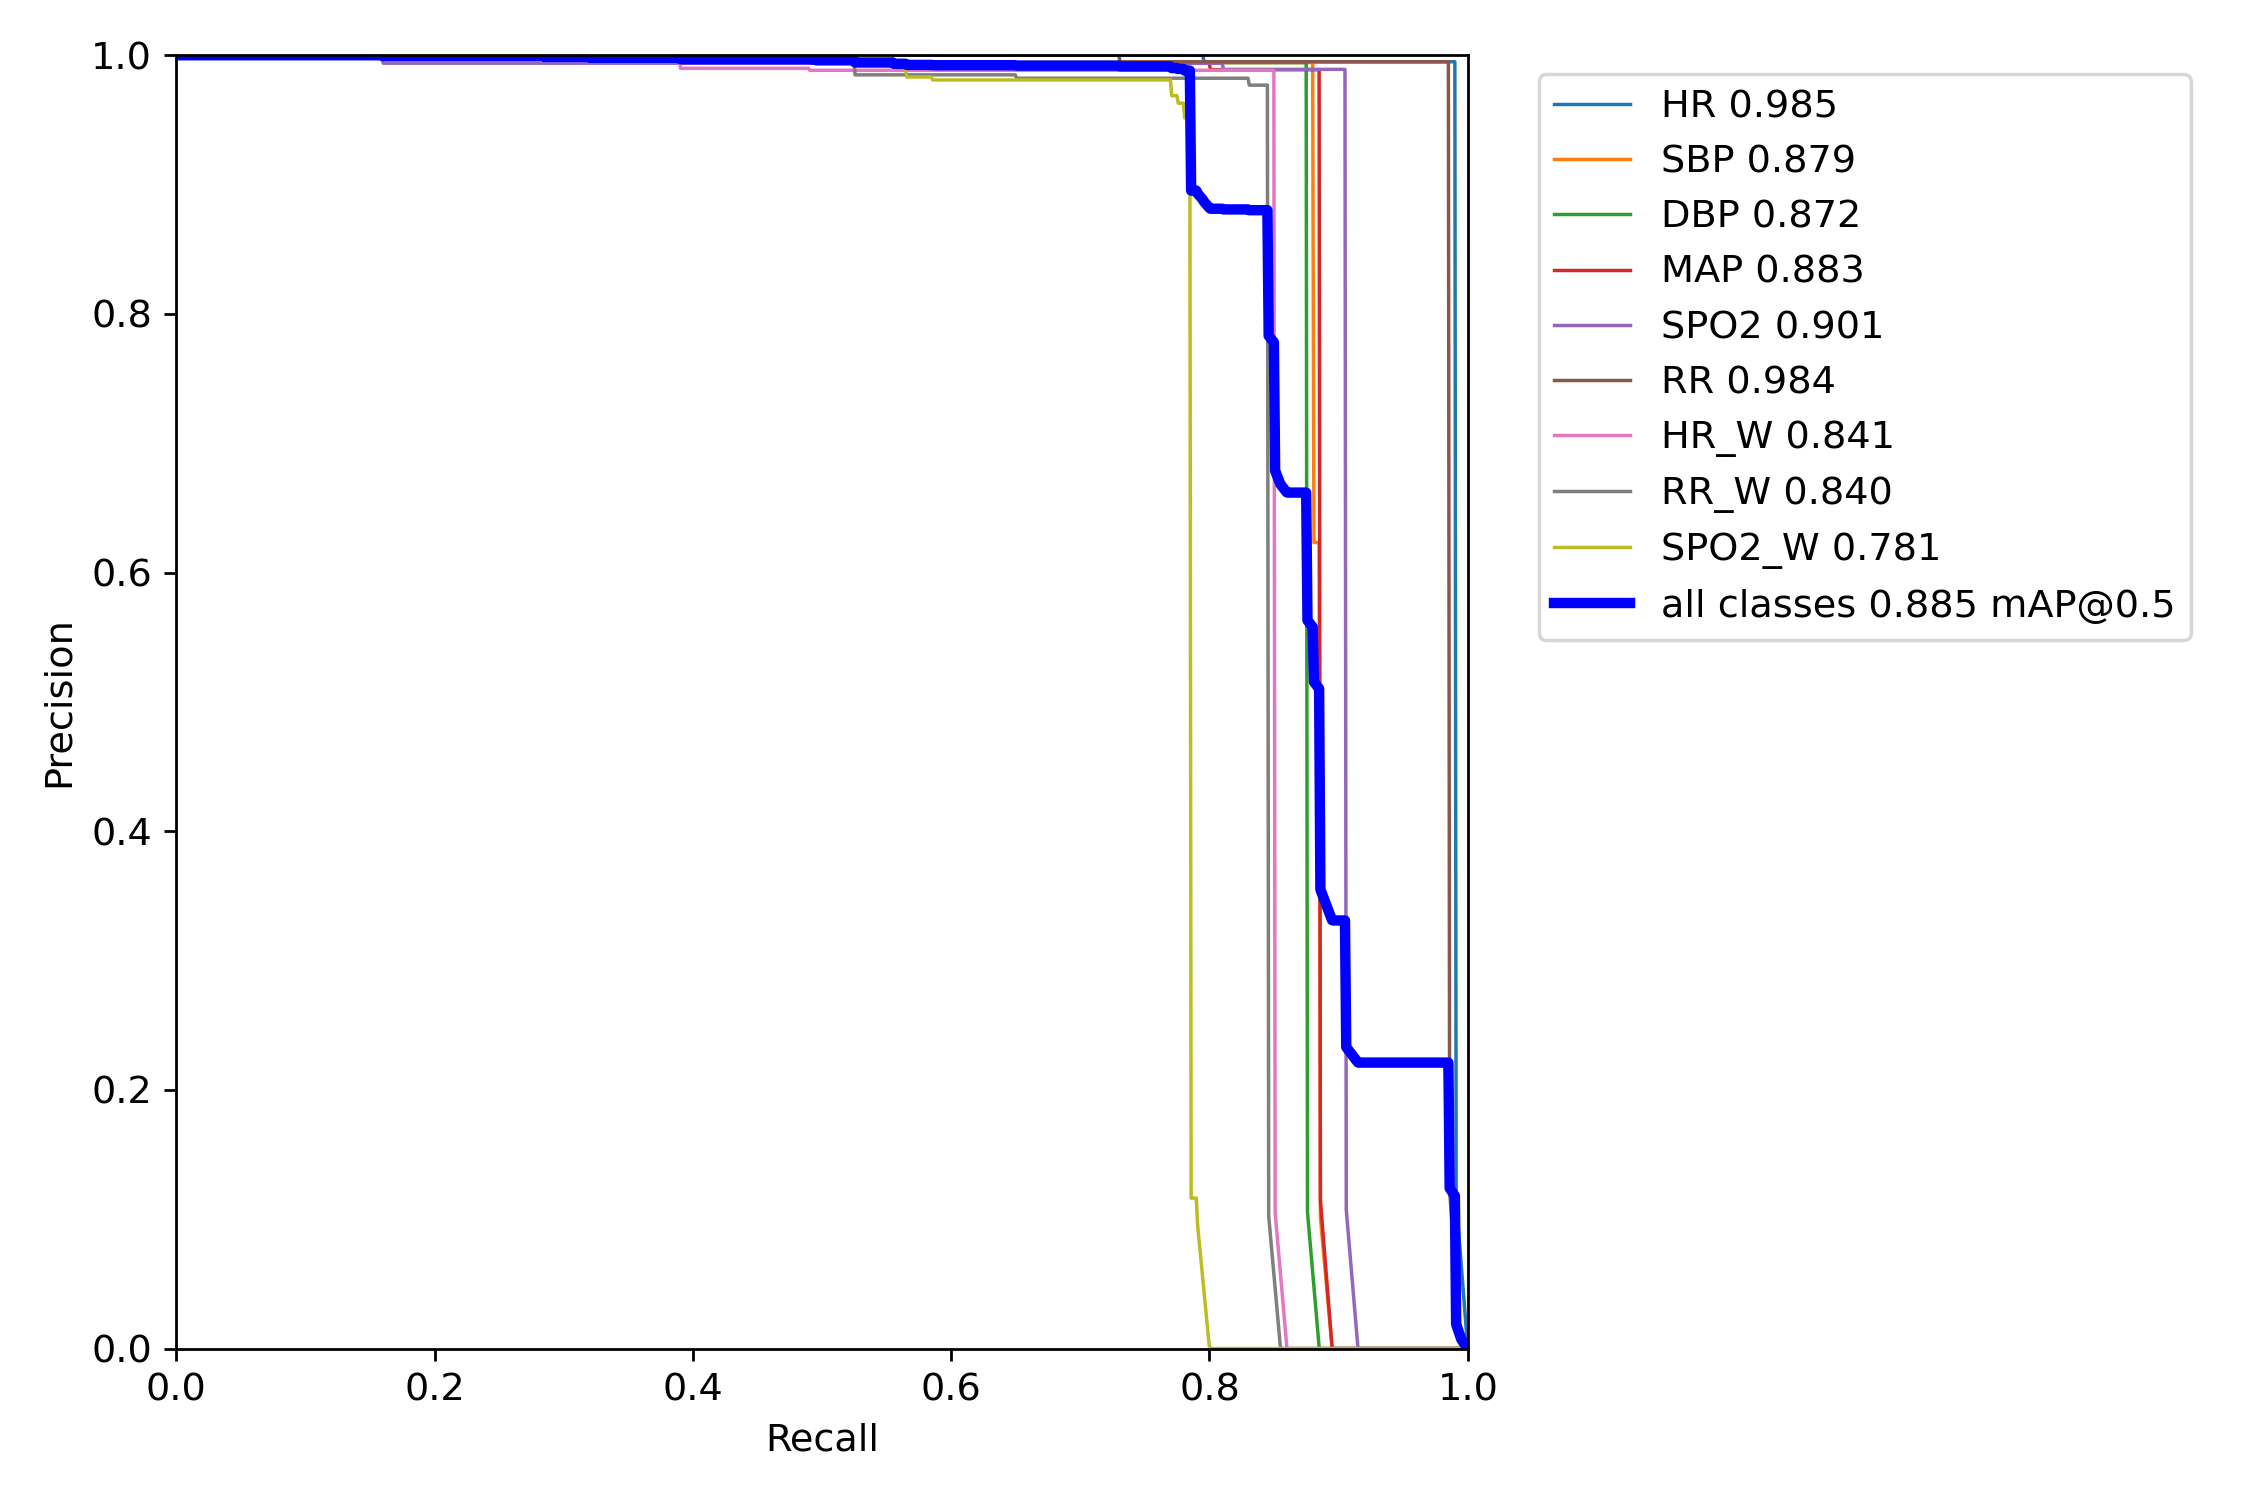 1.0
0.8
0.6
0.4
0.2
0.0
Precision
0.0 0.2 0.4 0.6 0.8 1.0
Recall
HR 0.985
SBP 0.879
DBP 0.872
MAP 0.883
SPO2 0.901
RR 0.984
HR_W 0.841
RR_W 0.840
SPO2_W 0.781
all classes 0.885 mAP@0.5